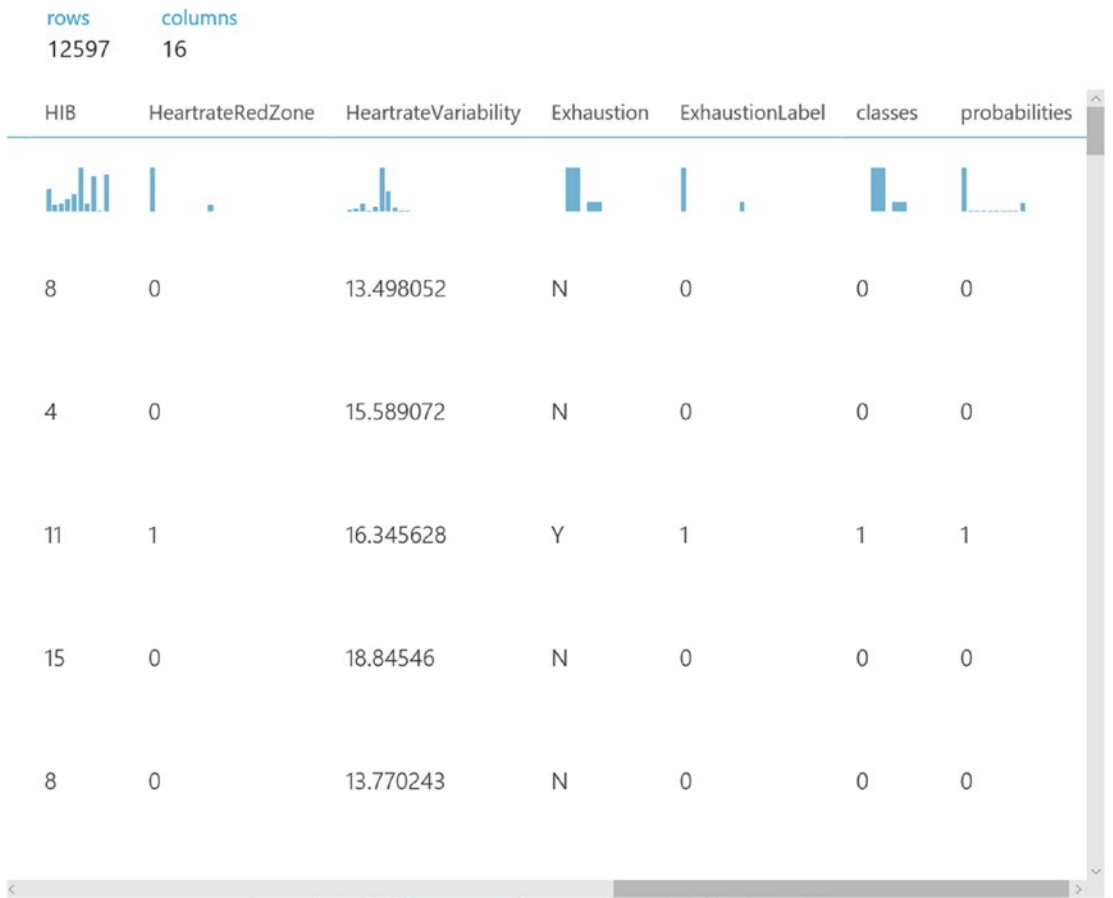 rows columns
12597 16
HIB HeartrateRedZone HeartrateVariability Exhaustion ExhaustionLabel classes probabilities
8 0 13.498052 N 0 0 0
4 0 15.589072 N 0 0 0
11 1 16.345628 Y 1 1 1
15 0 18.84546 N 0 0 0
8 0 13.770243 N 0 0 0